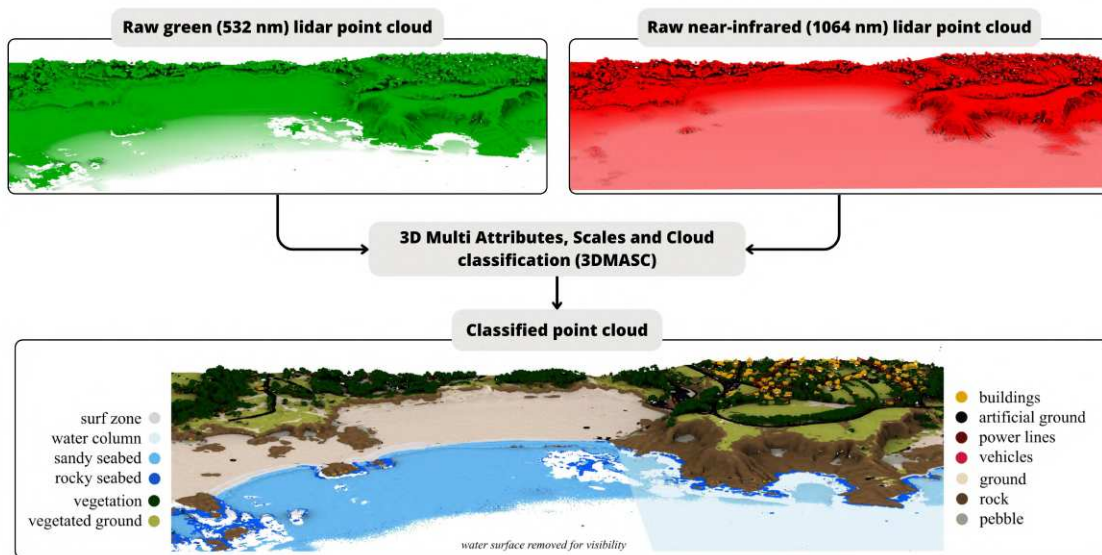 Raw green (532 nm) lidar point cloud
Raw near-infrared (1064 nm) lidar point cloud
3D Multi Attributes, Scales and Cloud
classification (3DMASC)
Classified point cloud
surf zone
water column
sandy seabed
rocky seabed
vegetation
vegetated ground
buildings
artificial ground
power lines
vehicles
ground
rock
pebble
water surface removed for visibility